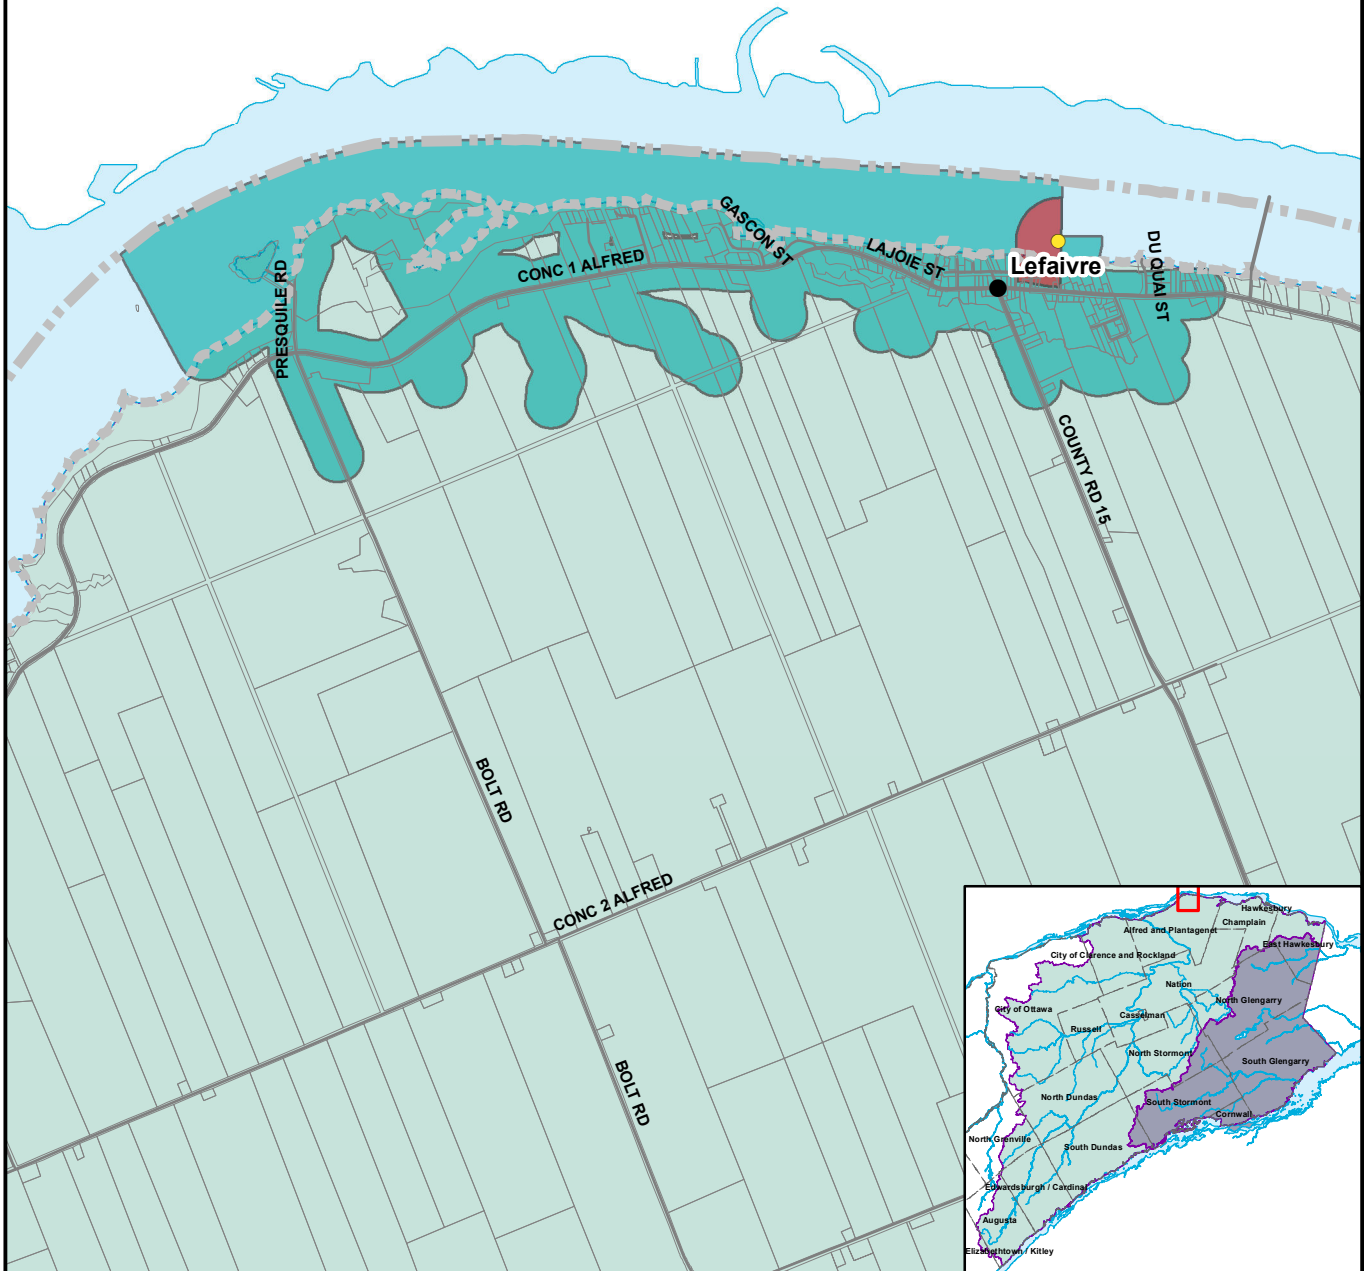 GASCON ST
LAJOIE ST
DU QUAI ST
Lefaivre
CONC 1 ALFRED
PRESQUILE RD
COUNTY RD 15
BOLT RD
CONC 2 ALFRED
BOLT RD
Hawkesbury
Champlain
Alfred and Plantagenet
East Hawkesbury
City of Clarence and Rockland
Nation
North Glengarry
City of Ottawa
Casselman
Russell
North Stormont
South Glengarry
North Dundas
South Stormont
Cornwall
North Grenville
South Dundas
Edwardsburgh / Cardinal
Augusta
Elizabethtown / Kitley